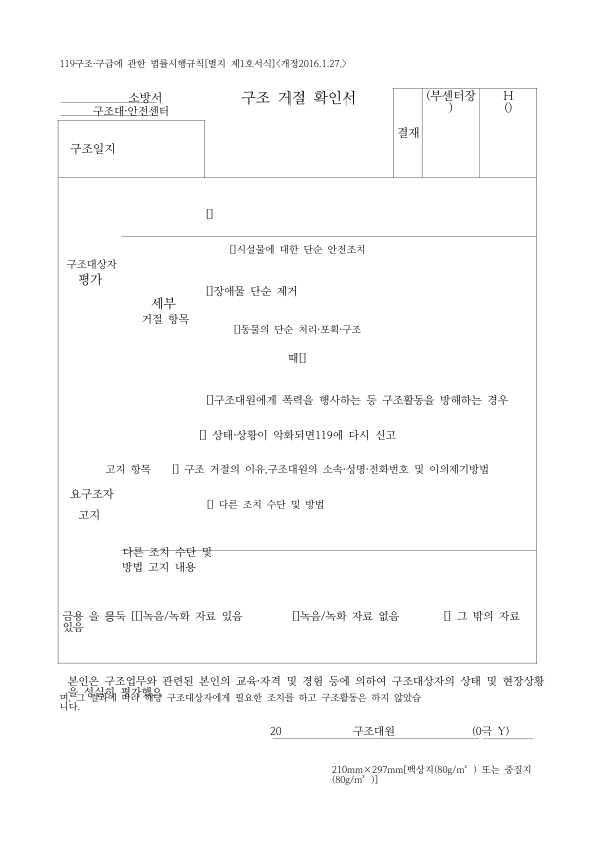 119구조·구급에 관한 법률시행규칙[별지 제1호서식]<개정2016.1.27.>
소방서
구조대·안전센터
구조 거절 확인서
구조일지
결재
(부센터장
)
H
()
[]
[]시설물에 대한 단순 안전조치
구조대상자
평가
[]장애물 단순 제거
세부
거절 항목
[]동물의 단순 처리·포획·구조
때[]
[]구조대원에게 폭력을 행사하는 등 구조활동을 방해하는 경우
[] 상태·상황이 악화되면119에 다시 신고
고지 항목 [] 구조 거절의 이유,구조대원의 소속·성명·전화번호 및 이의제기방법
요구조자
고지
[] 다른 조치 수단 및 방법
다른 조치 수단 및
방법 고지 내용
금용 을 믕둑 [[]녹음/녹화 자료 있음 []녹음/녹화 자료 없음 [] 그 밖의 자료
있음
본인은 구조업무와 관련된 본인의 교육·자격 및 경험 등에 의하여 구조대상자의 상태 및 현장상황
을 성실히 평가했으
며, 그 결과에 따라 해당 구조대상자에게 필요한 조치를 하고 구조활동은 하지 않았습
니다.
20 구조대원 (0극 Y)
210mm×297mm[백상지(80g/㎡ ) 또는 중질지
(80g/㎡ )]